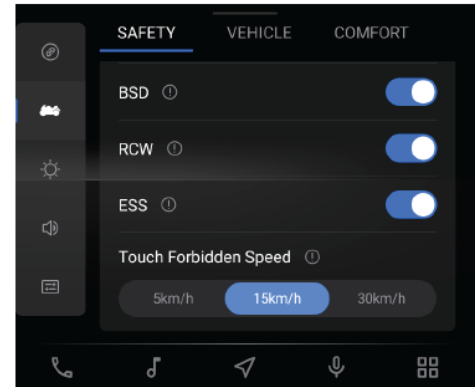 SAFETY VEHICLE COMFORT
BSD
RCW
ESS
Touch Forbidden Speed
5km/h 15km/h 30km/h